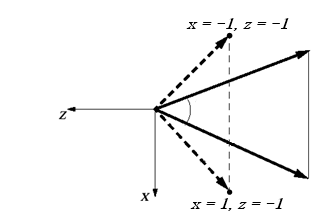 x = −1, z = −1
z
x
x = 1, z = −1